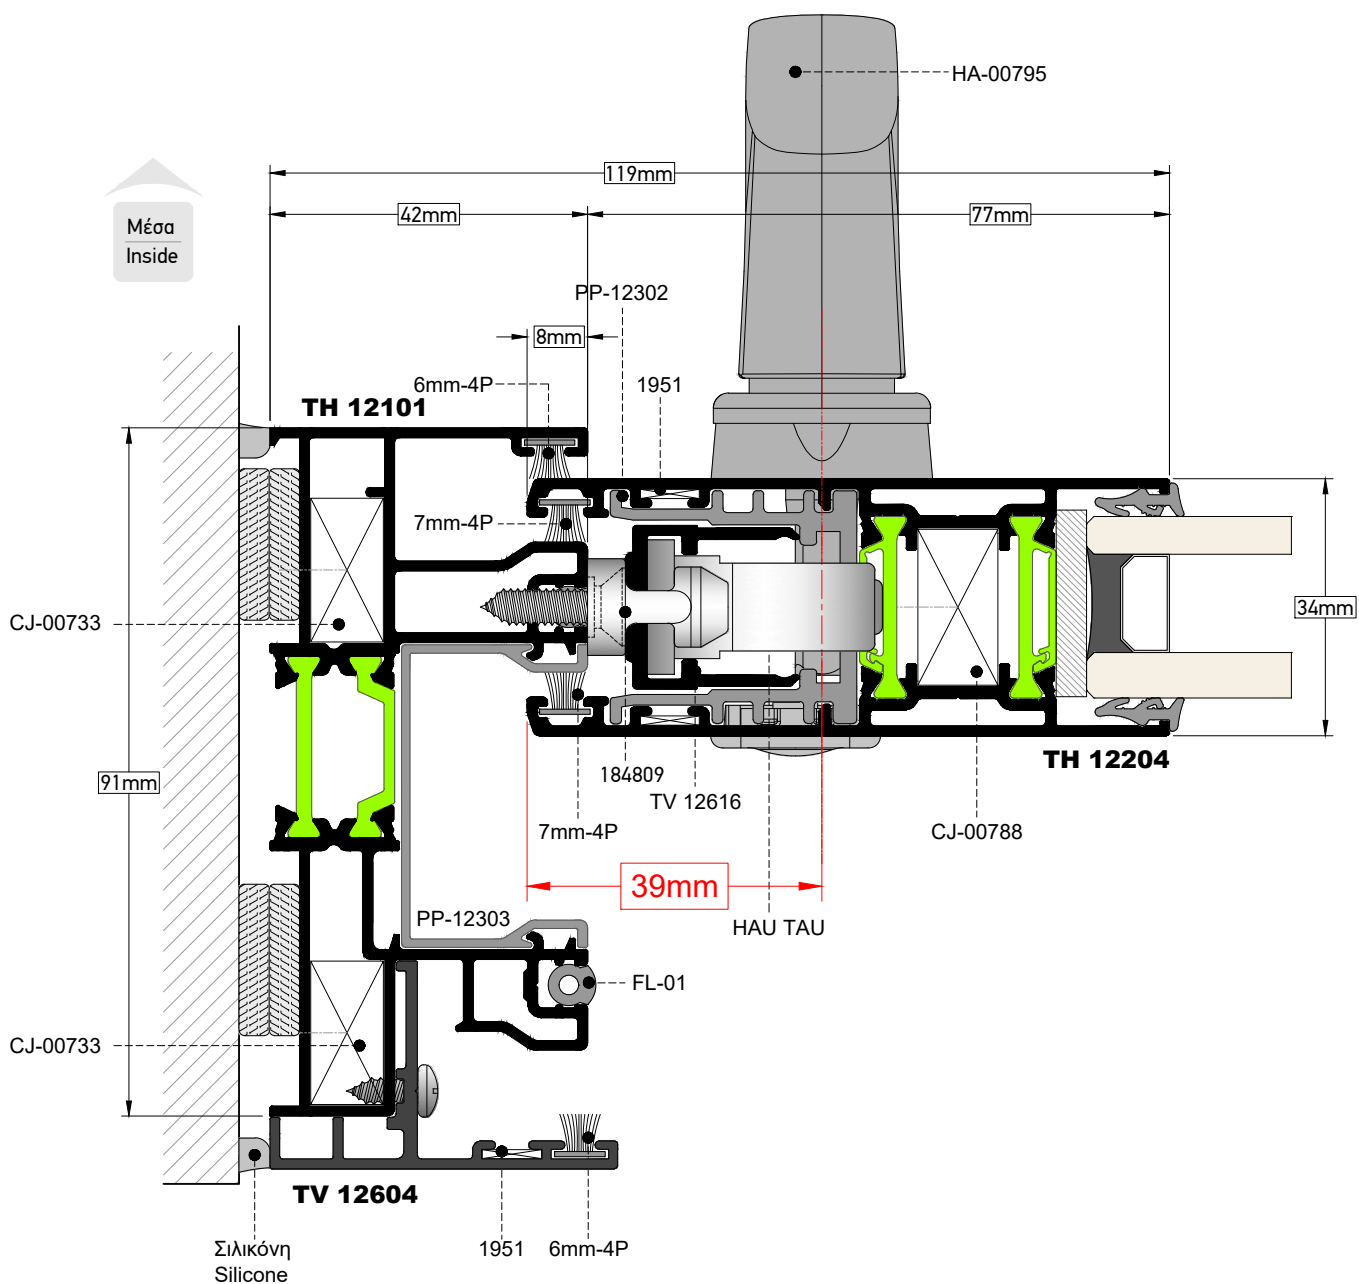 HA-00795
119mm
42mm
77mm
Μέσα
Inside
PP-12302
8mm
6mm-4P
1951
TH 12101
7mm-4P
CJ-00733
34mm
TH 12204
91mm
184809
TV 12616
7mm-4P
CJ-00788
39mm
PP-12303
HAU TAU
FL-01
CJ-00733
TV 12604
Σιλικόνη
Silicone
1951
6mm-4P